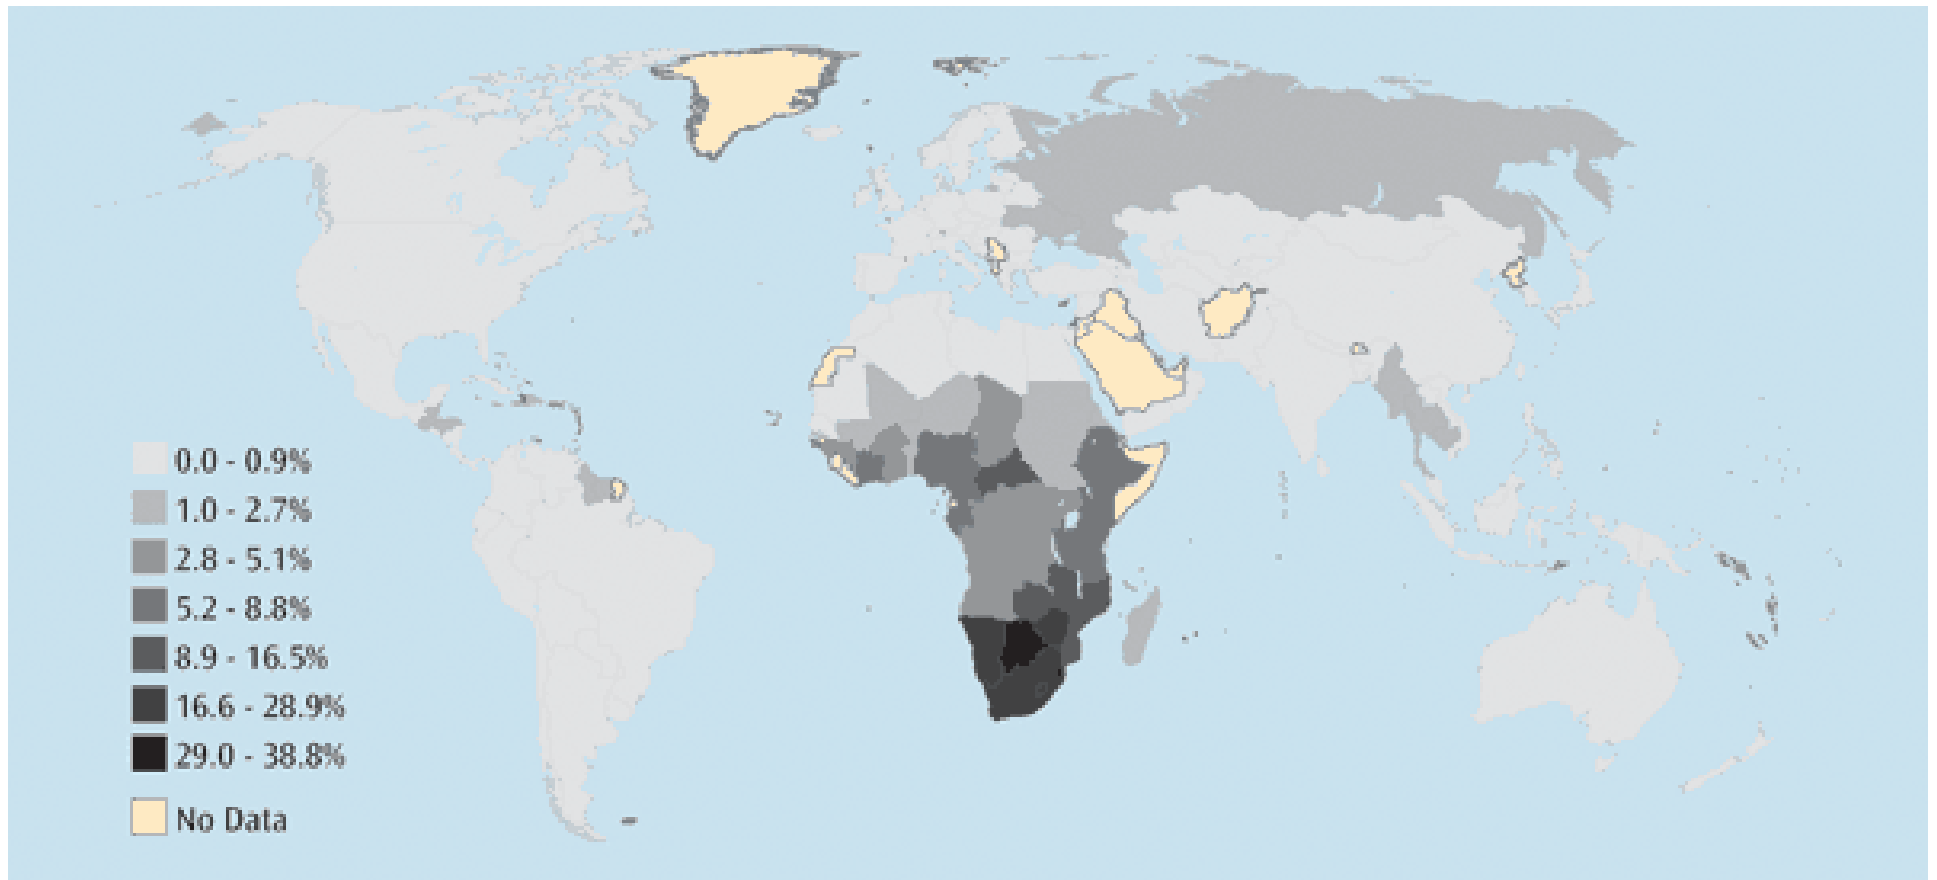 0.0 - 0.9%
1.0 - 2.7%
2.8 - 5.1%
5.2 - 8.8%
8.9 - 16.5%
16.6 - 28.9%
29.0 - 38.8%
No Data